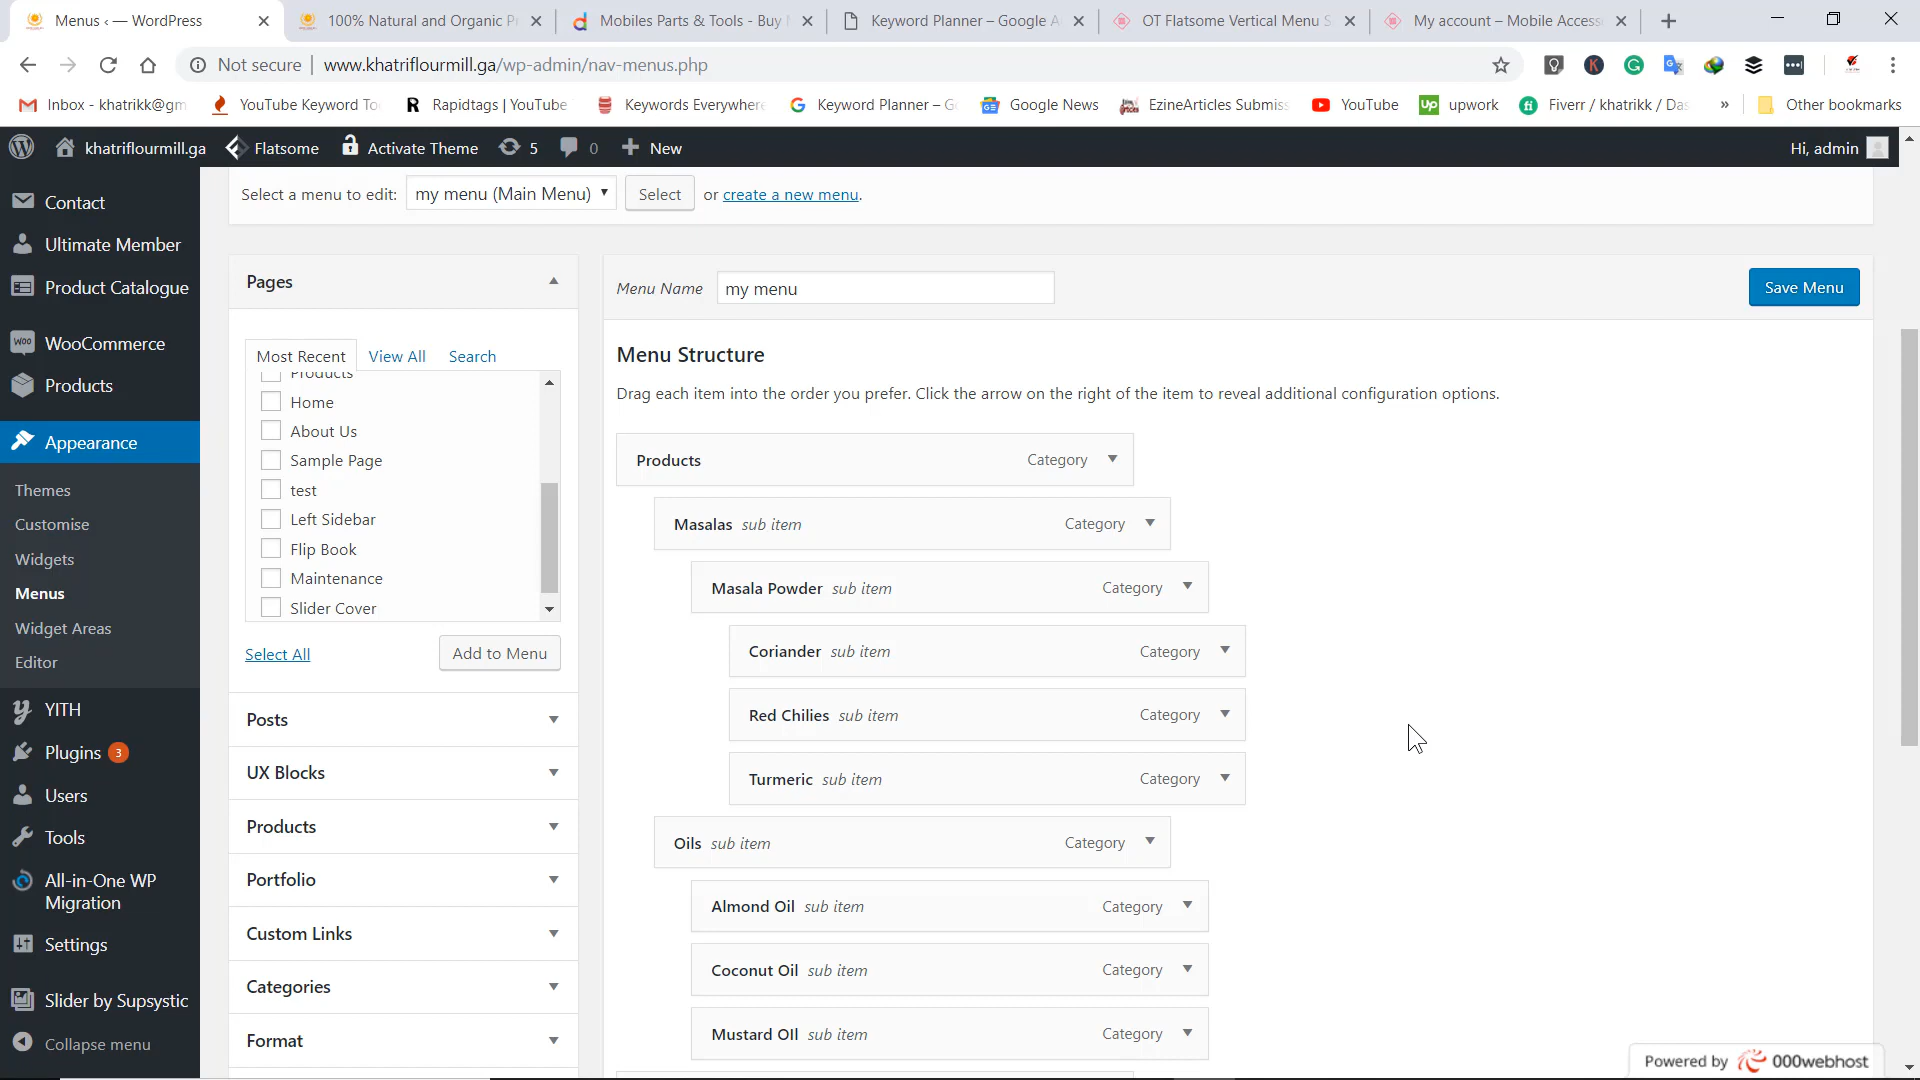 Menus ‹ — WordPress
100% Natural and Organic P
Mobiles Parts & Tools - Buy
Keyword Planner – Google A
OT Flatsome Vertical Menu S
My account – Mobile Access
Not secure
www.khatriflourmill.ga/wp-admin/nav-menus.php
Inbox - khatrikk@gm
YouTube Keyword To
Rapidtags | YouTube
Keywords Everywhere
Keyword Planner – G
Google News
EzineArticles Submiss
YouTube
upwork
Fiverr / khatrikk / Das
»
Other bookmarks
khatriflourmill.ga
Flatsome
Activate Theme
5
0
New
Hi, admin
Contact
Ultimate Member
Product Catalogue
WooCommerce
Products
Appearance
Themes
Customise
Widgets
Menus
Widget Areas
Editor
YITH
Plugins 3
Users
Tools
All-in-One WP
Migration
Settings
Slider by Supsystic
Collapse menu
Select a menu to edit: my menu (Main Menu) Select or create a new menu.
Pages
Most Recent View All Search
Products
Home
About Us
Sample Page
test
Left Sidebar
Flip Book
Maintenance
Slider Cover
Select All Add to Menu
Posts
UX Blocks
Products
Portfolio
Custom Links
Categories
Format
Menu Name my menu Save Menu
Menu Structure
Drag each item into the order you prefer. Click the arrow on the right of the item to reveal additional configuration options.
Products Category
Masalas sub item Category
Masala Powder sub item Category
Coriander sub item Category
Red Chilies sub item Category
Turmeric sub item Category
Oils sub item Category
Almond Oil sub item Category
Coconut Oil sub item Category
Mustard OIl sub item Category
Powered by 000webhost